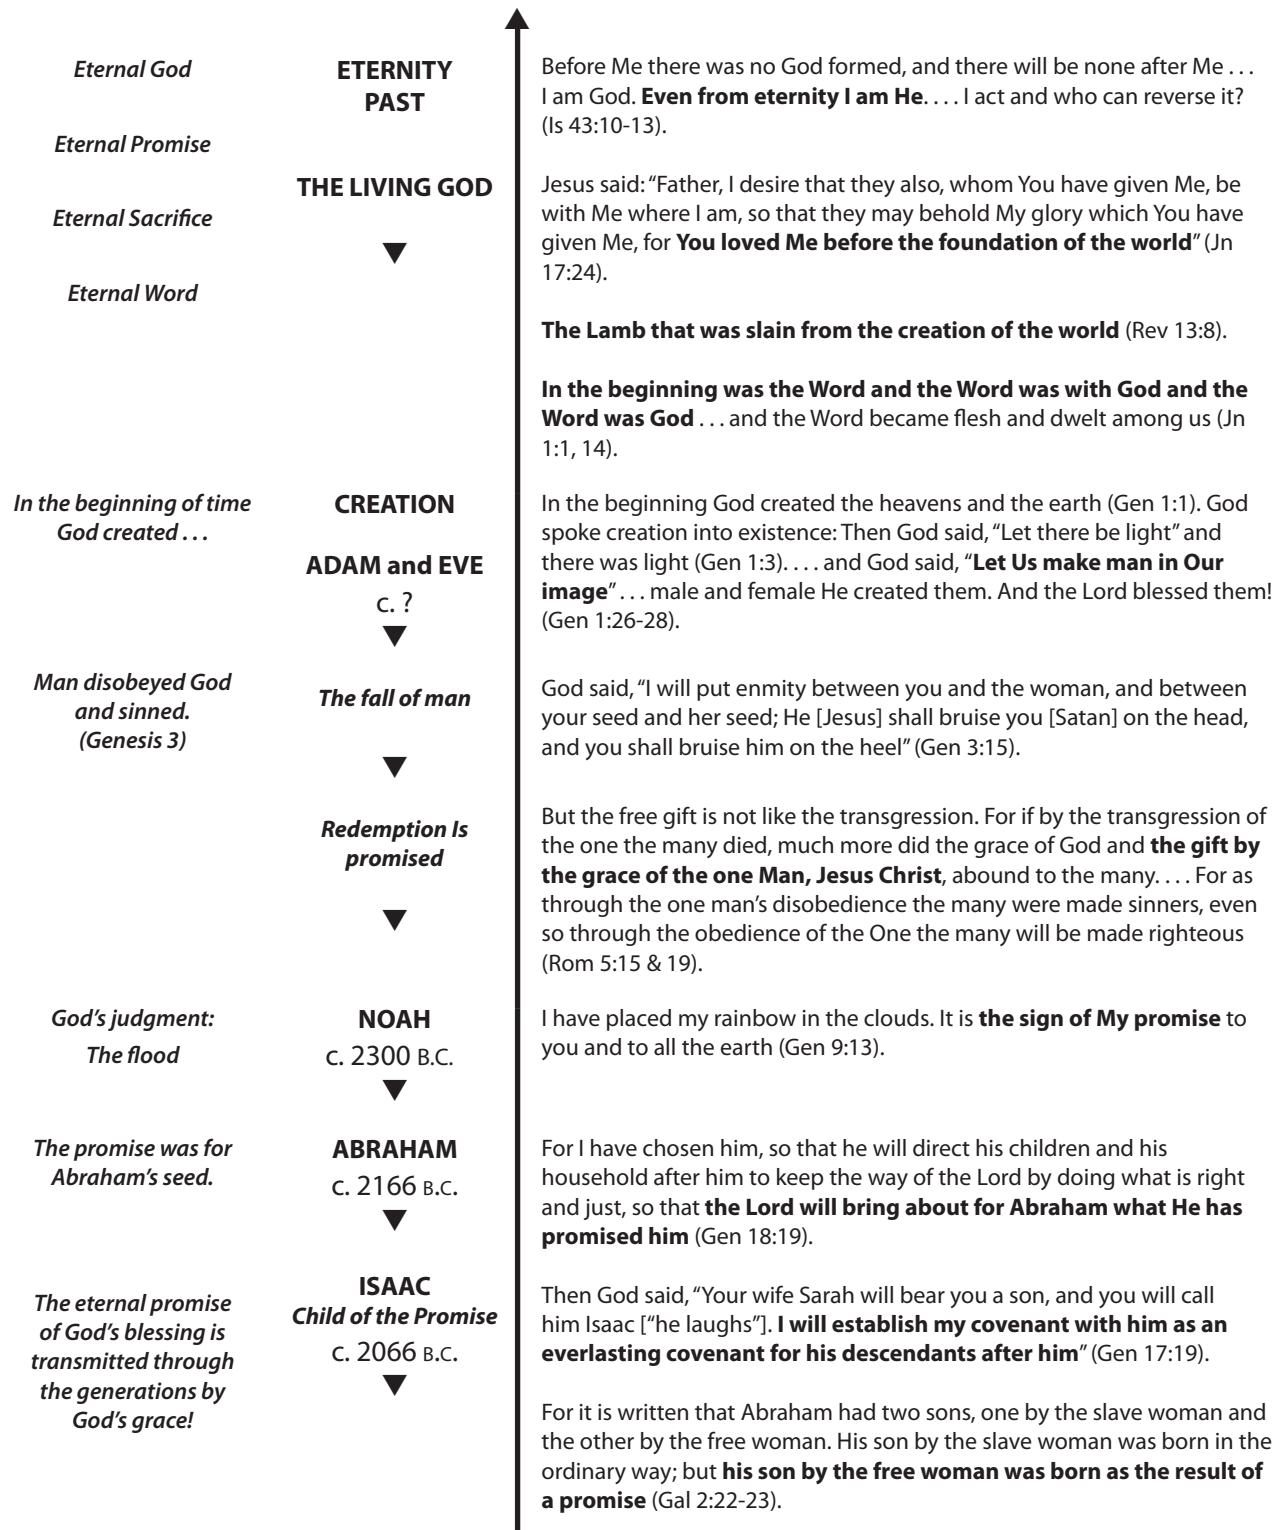 Eternal God
ETERNITY
PAST
Before Me there was no God formed, and there will be none after Me . . .
I am God. Even from eternity I am He. . . . I act and who can reverse it?
(Is 43:10-13).
Eternal Promise
THE LIVING GOD
Jesus said: “Father, I desire that they also, whom You have given Me, be
with Me where I am, so that they may behold My glory which You have
given Me, for You loved Me before the foundation of the world” (Jn
17:24).
Eternal Sacrifice
Eternal Word
The Lamb that was slain from the creation of the world (Rev 13:8).
In the beginning was the Word and the Word was with God and the
Word was God . . . and the Word became flesh and dwelt among us (Jn
1:1, 14).
In the beginning of time
God created . . .
CREATION
ADAM and EVE
c. ?
In the beginning God created the heavens and the earth (Gen 1:1). God
spoke creation into existence: Then God said, “Let there be light” and
there was light (Gen 1:3). . . . and God said, “Let Us make man in Our
image” . . . male and female He created them. And the Lord blessed them!
(Gen 1:26-28).
Man disobeyed God
and sinned.
(Genesis 3)
The fall of man
God said, “I will put enmity between you and the woman, and between
your seed and her seed; He [Jesus] shall bruise you [Satan] on the head,
and you shall bruise him on the heel” (Gen 3:15).
Redemption Is
promised
But the free gift is not like the transgression. For if by the transgression of
the one the many died, much more did the grace of God and the gift by
the grace of the one Man, Jesus Christ, abound to the many. . . . For as
through the one man’s disobedience the many were made sinners, even
so through the obedience of the One the many will be made righteous
(Rom 5:15 & 19).
God’s judgment:
The flood
NOAH
c. 2300 B.C.
I have placed my rainbow in the clouds. It is the sign of My promise to
you and to all the earth (Gen 9:13).
The promise was for
Abraham’s seed.
ABRAHAM
c. 2166 B.C.
For I have chosen him, so that he will direct his children and his
household after him to keep the way of the Lord by doing what is right
and just, so that the Lord will bring about for Abraham what He has
promised him (Gen 18:19).
The eternal promise
of God’s blessing is
transmitted through
the generations by
God’s grace!
ISAAC
Child of the Promise
c. 2066 B.C.
Then God said, “Your wife Sarah will bear you a son, and you will call
him Isaac [“he laughs”]. I will establish my covenant with him as an
everlasting covenant for his descendants after him” (Gen 17:19).
For it is written that Abraham had two sons, one by the slave woman and
the other by the free woman. His son by the slave woman was born in the
ordinary way; but his son by the free woman was born as the result of
a promise (Gal 2:22-23).